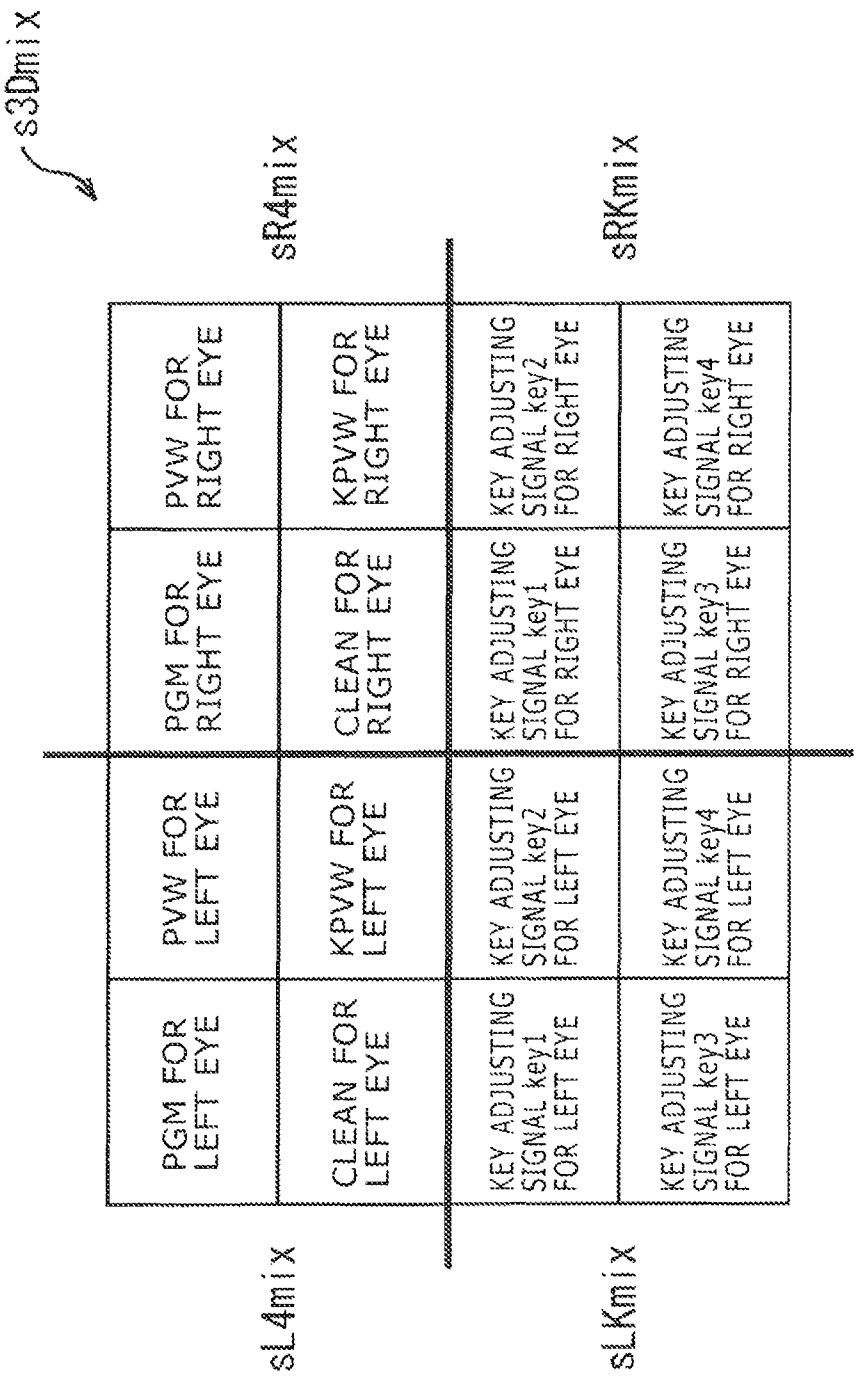 s3Dmix
sL4mix
sR4mix
PGM FOR
LEFT EYE
PVW FOR
LEFT EYE
PGM FOR
RIGHT EYE
PVW FOR
RIGHT EYE
CLEAN FOR
LEFT EYE
KPVW FOR
LEFT EYE
CLEAN FOR
RIGHT EYE
KPVW FOR
RIGHT EYE
sLKmix
sRKmix
KEY ADJUSTING
SIGNAL key1
FOR LEFT EYE
KEY ADJUSTING
SIGNAL key2
FOR LEFT EYE
KEY ADJUSTING
SIGNAL key1
FOR RIGHT EYE
KEY ADJUSTING
SIGNAL key2
FOR RIGHT EYE
KEY ADJUSTING
SIGNAL key3
FOR LEFT EYE
KEY ADJUSTING
SIGNAL key4
FOR LEFT EYE
KEY ADJUSTING
SIGNAL key3
FOR RIGHT EYE
KEY ADJUSTING
SIGNAL key4
FOR RIGHT EYE